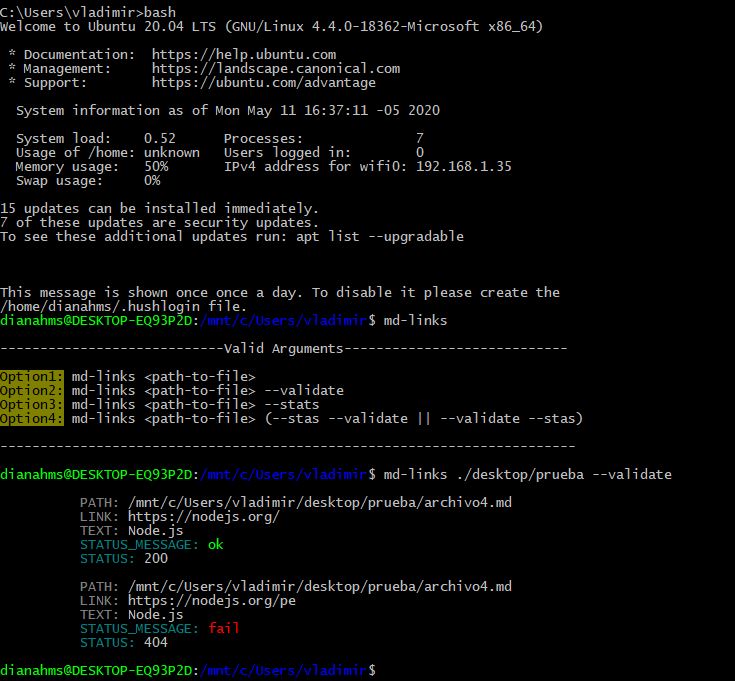 C:\Users\vladimir>bash
Welcome to Ubuntu 20.04 LTS (GNU/Linux 4.4.0-18362-Microsoft x86_64)
* Documentation:  https://help.ubuntu.com
* Management:     https://landscape.canonical.com
* Support:        https://ubuntu.com/advantage
System information as of Mon May 11 16:37:11 -05 2020
System load:    0.52      Processes:              7
Usage of /home: unknown   Users logged in:        0
Memory usage:   50%       IPv4 address for wifi0: 192.168.1.35
Swap usage:     0%
15 updates can be installed immediately.
7 of these updates are security updates.
To see these additional updates run: apt list --upgradable
This message is shown once once a day. To disable it please create the
/home/dianahms/.hushlogin file.
dianahms@DESKTOP-EQ93P2D:/mnt/c/Users/vladimir$ md-links
----------------------------Valid Arguments----------------------------
Option1: md-links <path-to-file>
Option2: md-links <path-to-file> --validate
Option3: md-links <path-to-file> --stats
Option4: md-links <path-to-file> (--stas --validate || --validate --stas)
------------------------------------------------------------------------
dianahms@DESKTOP-EQ93P2D:/mnt/c/Users/vladimir$ md-links ./desktop/prueba --validate
PATH: /mnt/c/Users/vladimir/desktop/prueba/archivo4.md
LINK: https://nodejs.org/
TEXT: Node.js
STATUS_MESSAGE: ok
STATUS: 200
PATH: /mnt/c/Users/vladimir/desktop/prueba/archivo4.md
LINK: https://nodejs.org/pe
TEXT: Node.js
STATUS_MESSAGE: fail
STATUS: 404
dianahms@DESKTOP-EQ93P2D:/mnt/c/Users/vladimir$